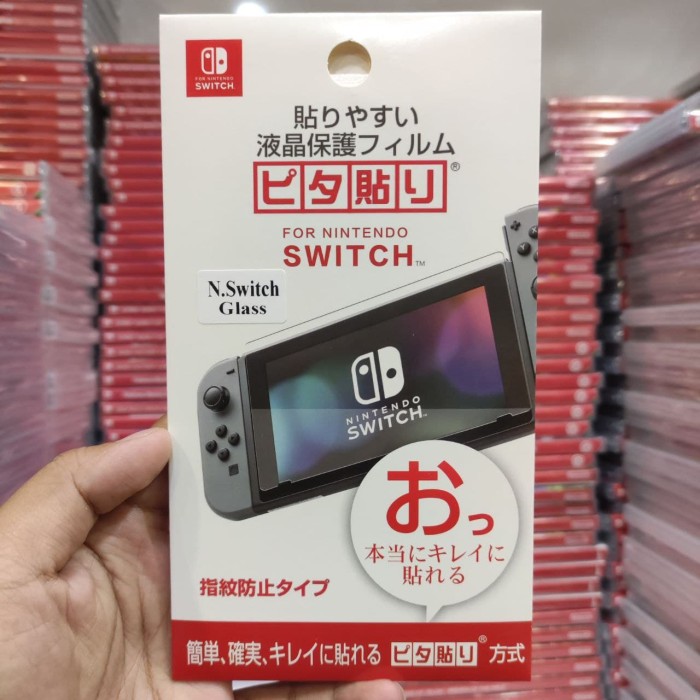 FOR NINTENDO
SWITCH
貼りやすい
液晶保護フィルム
ピタ貼り®
FOR NINTENDO
SWITCH™
N.Switch
Glass
NINTENDO
SWITCH™
おっ
本当にキレイに
貼れる
指紋防止タイプ
簡単、確実、キレイに貼れる ピタ貼り® 方式